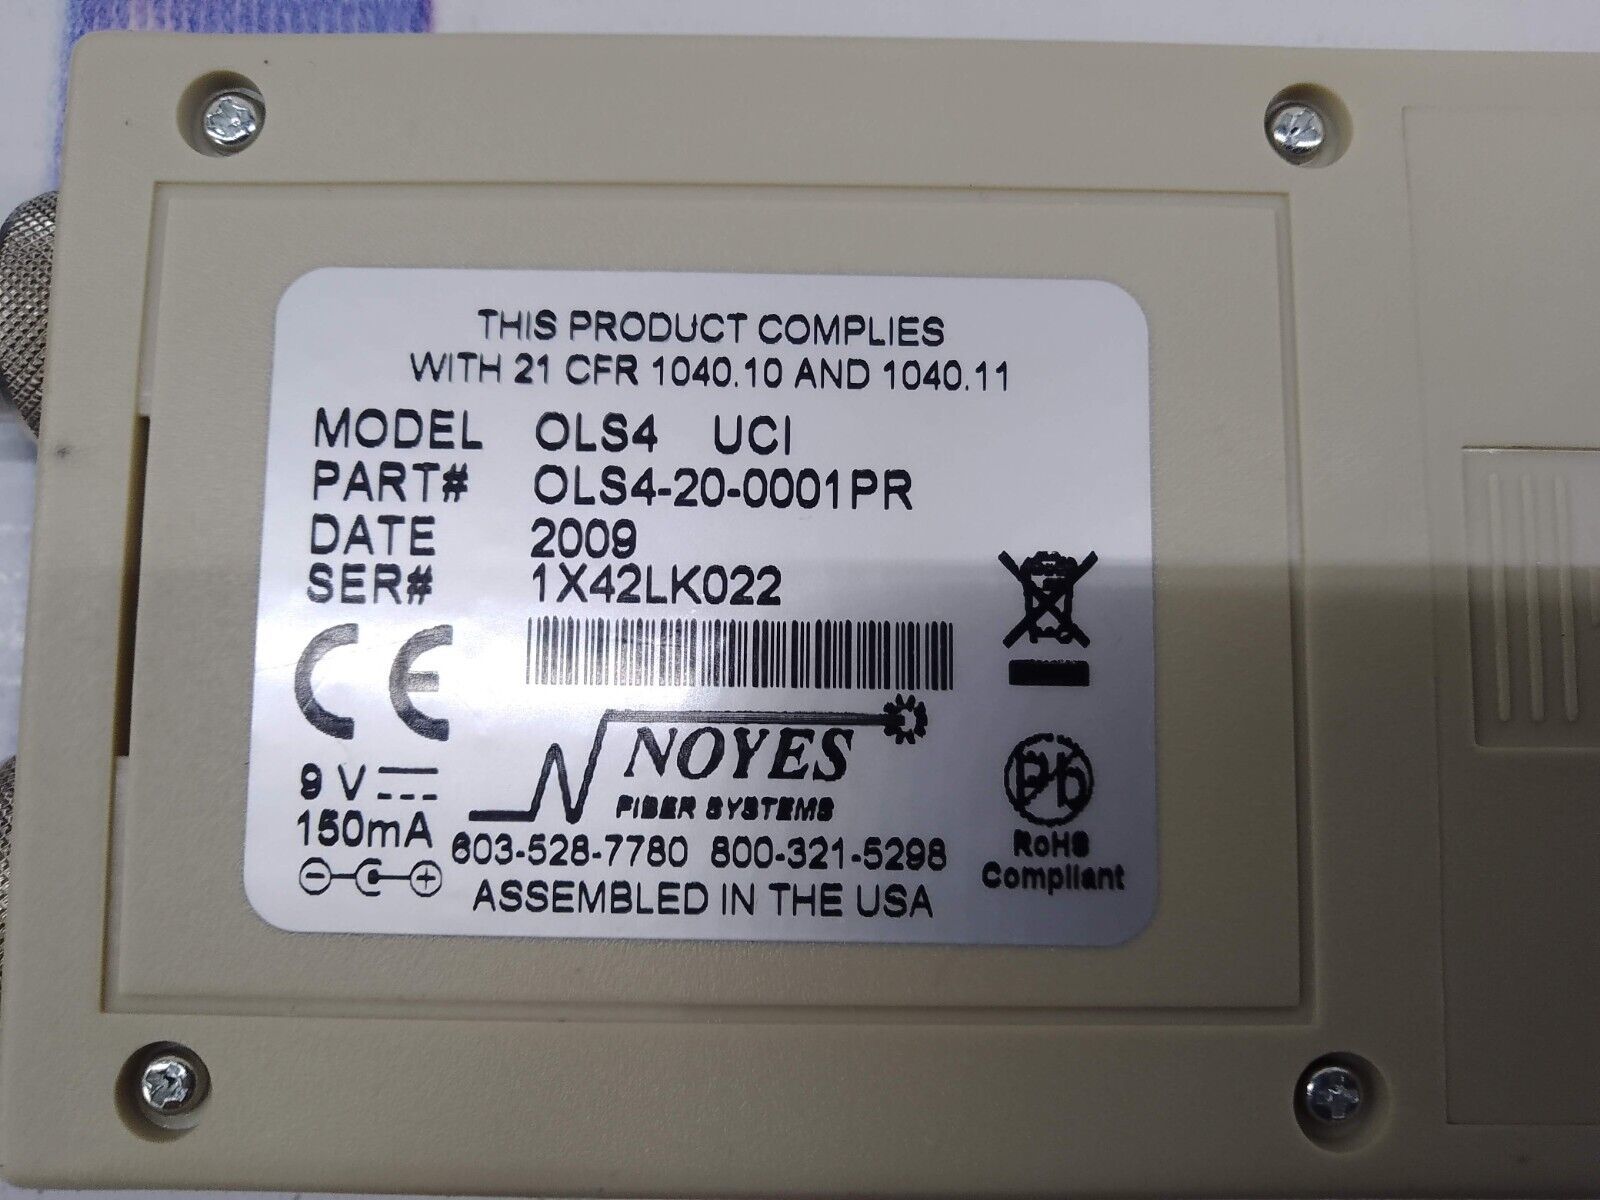 THIS PRODUCT COMPLIES
WITH 21 CFR 1040.10 AND 1040.11
MODEL OLS4 UCI
PART# OLS4-20-0001PR
DATE 2009
SER# 1X42LK022
CE
NOYES
FIBER SYSTEMS
9 V
150mA
603-528-7780 800-321-5298
ASSEMBLED IN THE USA
Pb
RoHS
Compliant